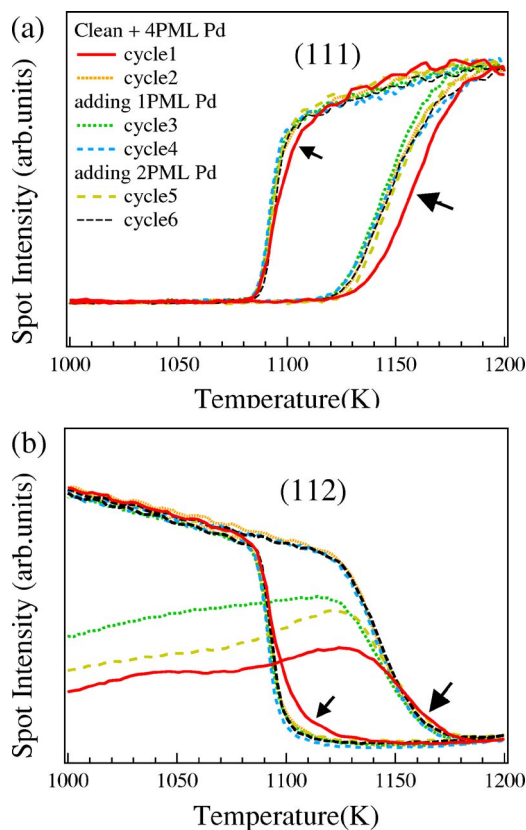 (a)
Clean + 4PML Pd
cycle1
cycle2
adding 1PML Pd
cycle3
cycle4
adding 2PML Pd
cycle5
cycle6
(111)
Spot Intensity (arb.units)
1000 1050 1100 1150 1200
Temperature(K)
(b)
(112)
Spot Intensity (arb.units)
1000 1050 1100 1150 1200
Temperature(K)